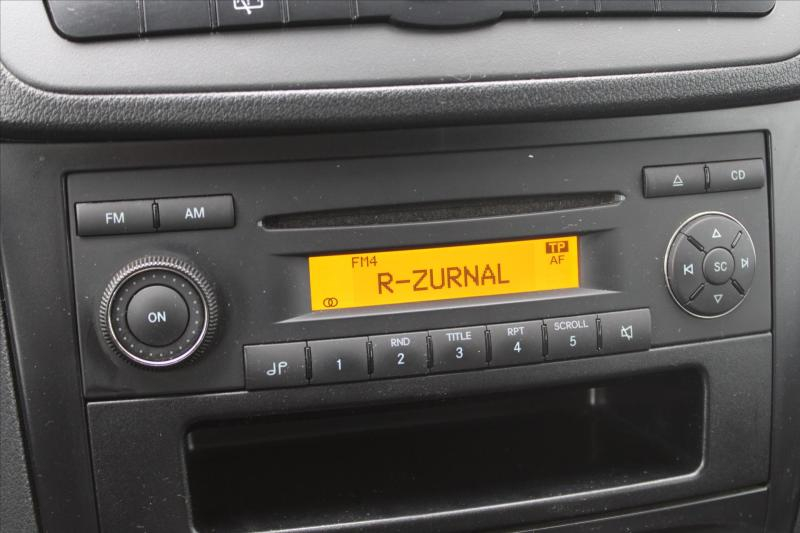 FM AM CD
FM4 TP
AF
R-ZURNAL
ON SC
1 RND 2 TITLE 3 RPT 4 SCROLL 5